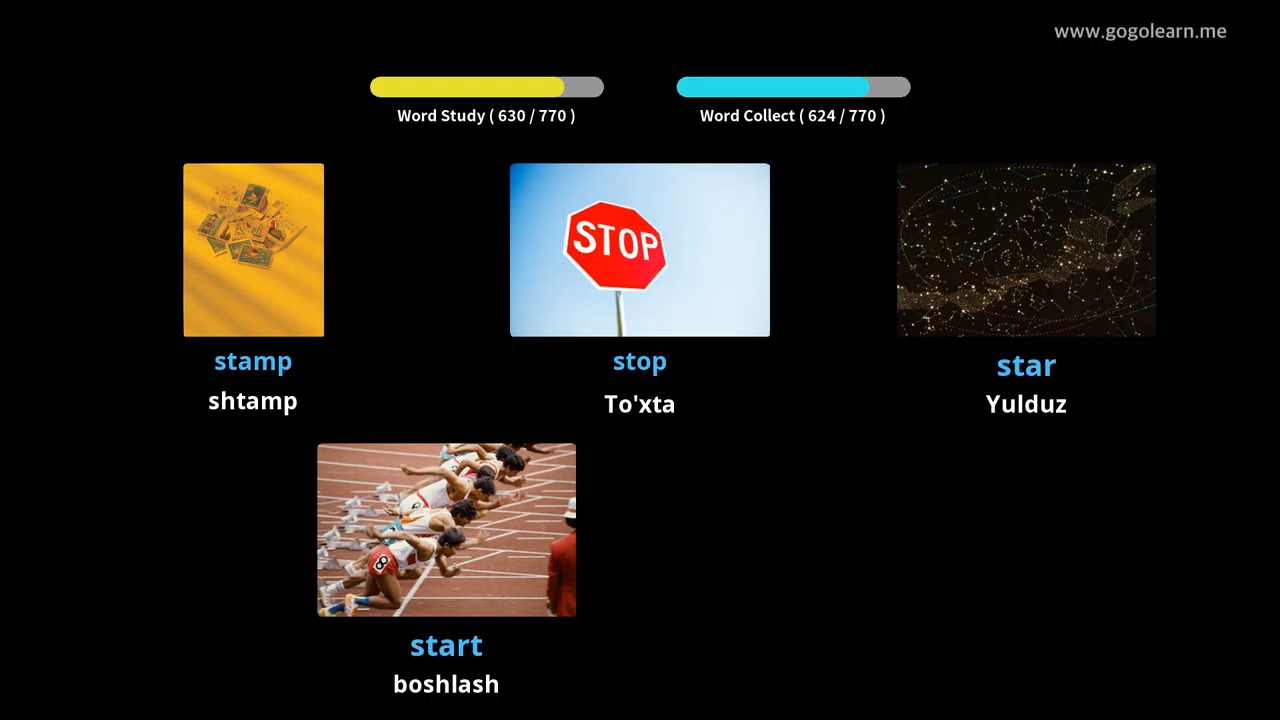 www.gogolearn.me
Word Study ( 630 / 770 )
Word Collect ( 624 / 770 )
STOP
stamp
stop
star
shtamp
To'xta
Yulduz
8
start
boshlash